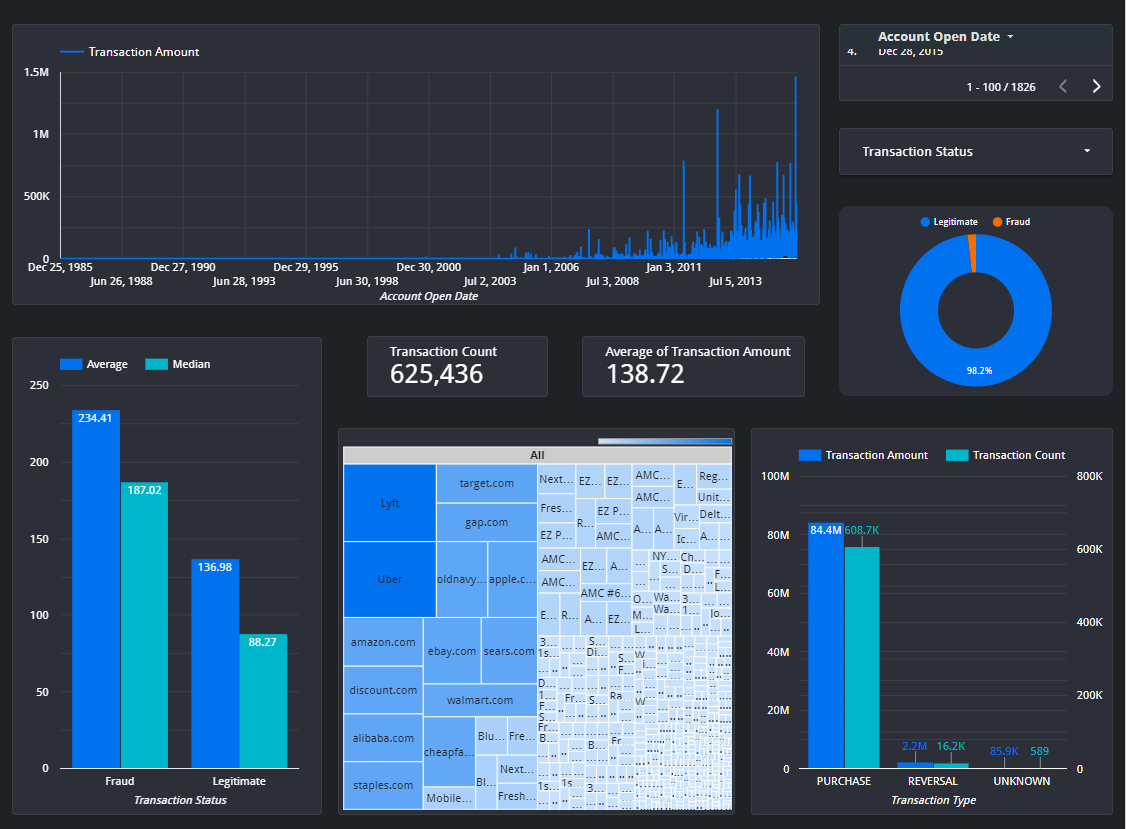 Transaction Amount
1.5M
1M
500K
0
Dec 25, 1985
Dec 27, 1990
Dec 29, 1995
Dec 30, 2000
Jan 1, 2006
Jan 3, 2011
Jun 26, 1988
Jun 28, 1993
Jun 30, 1998
Jul 2, 2003
Jul 3, 2008
Jul 5, 2013
Account Open Date
Account Open Date
4. Dec 28, 2015
1 - 100 / 1826
Transaction Status
Legitimate Fraud
98.2%
Transaction Count
625,436
Average of Transaction Amount
138.72
Average Median
250
200
150
100
50
0
234.41
187.02
136.98
88.27
Fraud Legitimate
Transaction Status
All
Lyft
Uber
amazon.com
discount.com
alibaba.com
staples.com
target.com
gap.com
oldnavy...
apple.c...
ebay.com
sears.com
walmart.com
cheapfa...
Mobile...
Blu...
Fre...
Bl...
Next...
Fresh...
Next...
Fres...
EZ P...
EZ...
EZ...
R...
EZ P...
AMC...
AMC...
AMC...
A...
A...
E...
Reg...
Unit...
Vir...
Delt...
Ic...
A...
AMC...
AMC...
EZ...
A...
AMC #6...
E...
R...
A...
EZ...
NY...
Ch...
S...
D...
F...
L...
O...
Wa...
3...
M...
Wa...
1...
Jo...
L...
Transaction Amount Transaction Count
100M
80M
60M
40M
20M
0
800K
600K
400K
200K
0
84.4M
608.7K
2.2M
16.2K
85.9K
589
PURCHASE REVERSAL UNKNOWN
Transaction Type